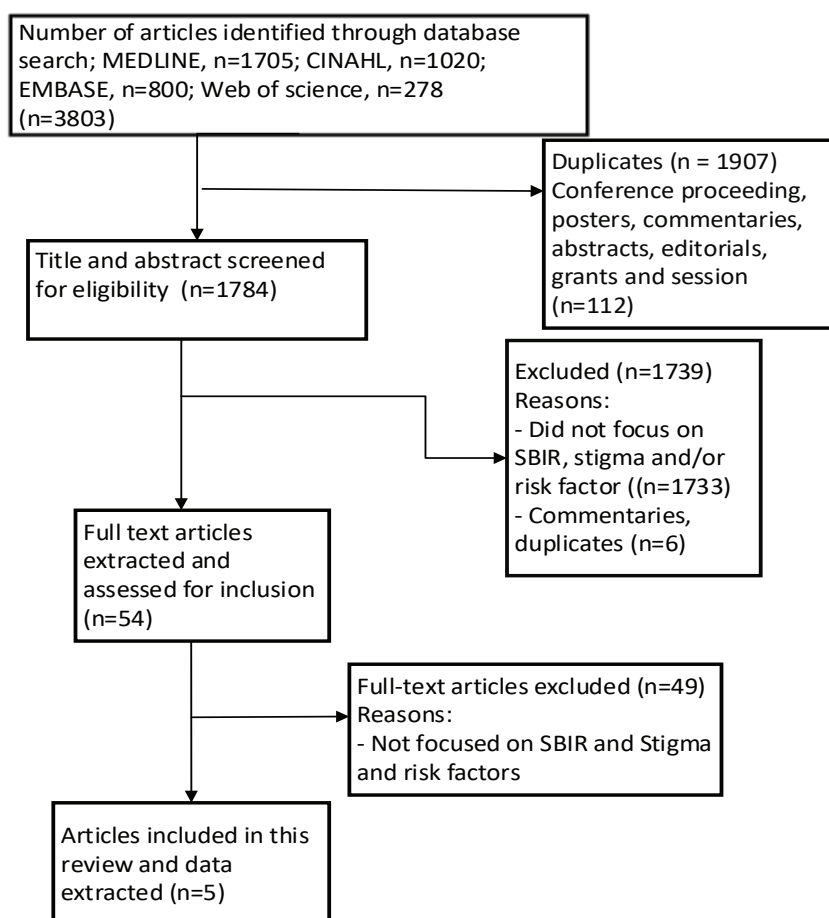 Number of articles identified through database
search; MEDLINE, n=1705; CINAHL, n=1020;
EMBASE, n=800; Web of science, n=278
(n=3803)
Duplicates (n = 1907)
Conference proceeding,
posters, commentaries,
abstracts, editorials,
grants and session
(n=112)
Title and abstract screened
for eligibility (n=1784)
Excluded (n=1739)
Reasons:
- Did not focus on
SBIR, stigma and/or
risk factor ((n=1733)
- Commentaries,
duplicates (n=6)
Full text articles
extracted and
assessed for inclusion
(n=54)
Full-text articles excluded (n=49)
Reasons:
- Not focused on SBIR and Stigma
and risk factors
Articles included in this
review and data
extracted (n=5)